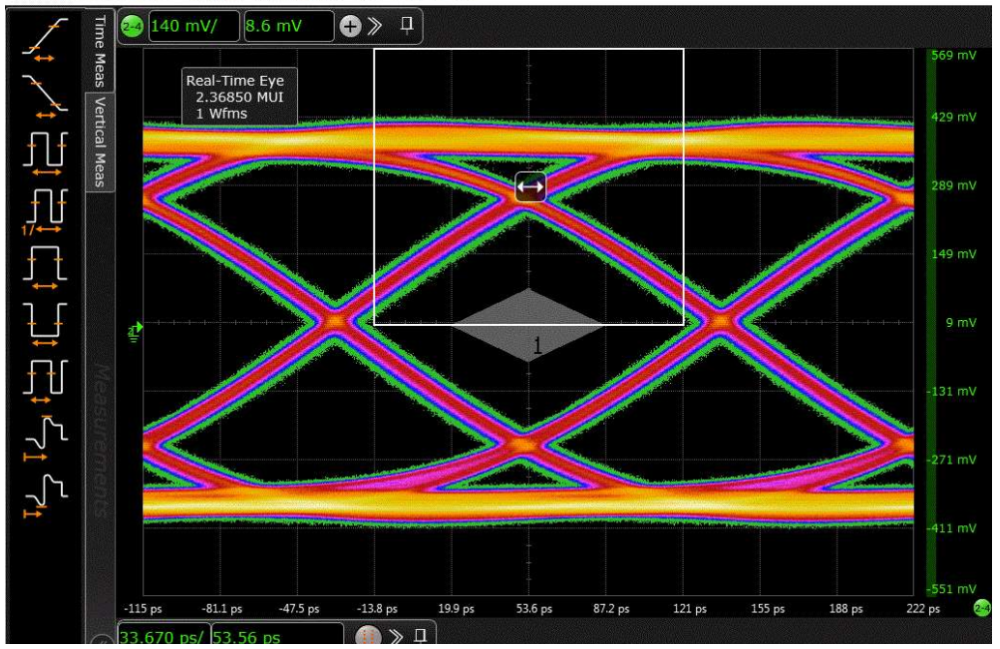 2-4 140 mV/ 8.6 mV
Time Meas
Vertical Meas
Measurements
1/
Real-Time Eye
2.36850 MUI
1 Wfms
569 mV
429 mV
289 mV
149 mV
9 mV
-131 mV
-271 mV
-411 mV
-551 mV
1
-115 ps -81.1 ps -47.5 ps -13.8 ps 19.9 ps 53.6 ps 87.2 ps 121 ps 155 ps 188 ps 222 ps 2-4
33.670 ps/ 53.56 ps